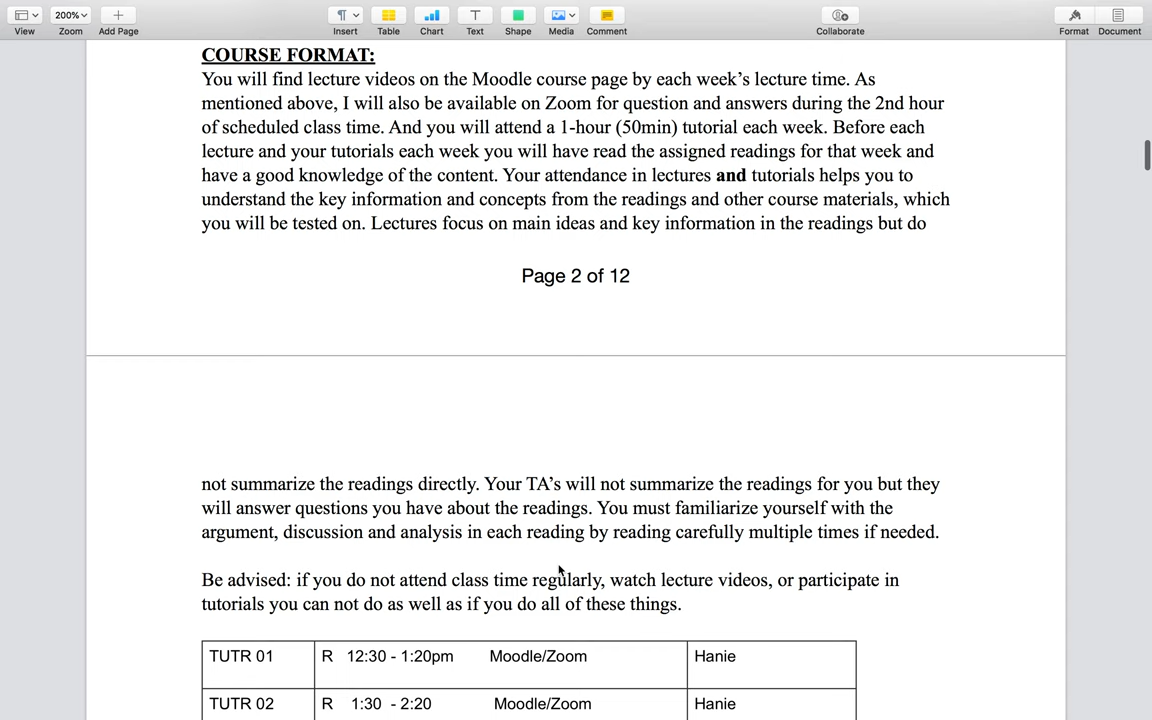 View
200%
Zoom
Add Page
Insert
Table
Chart
T
Text
Shape
Media
Comment
Collaborate
Format
Document
COURSE FORMAT:
You will find lecture videos on the Moodle course page by each week’s lecture time. As
mentioned above, I will also be available on Zoom for question and answers during the 2nd hour
of scheduled class time. And you will attend a 1-hour (50min) tutorial each week. Before each
lecture and your tutorials each week you will have read the assigned readings for that week and
have a good knowledge of the content. Your attendance in lectures and tutorials helps you to
understand the key information and concepts from the readings and other course materials, which
you will be tested on. Lectures focus on main ideas and key information in the readings but do
Page 2 of 12
not summarize the readings directly. Your TA’s will not summarize the readings for you but they
will answer questions you have about the readings. You must familiarize yourself with the
argument, discussion and analysis in each reading by reading carefully multiple times if needed.
Be advised: if you do not attend class time regularly, watch lecture videos, or participate in
tutorials you can not do as well as if you do all of these things.
TUTR 01 R 12:30 - 1:20pm Moodle/Zoom Hanie
TUTR 02 R 1:30 - 2:20 Moodle/Zoom Hanie